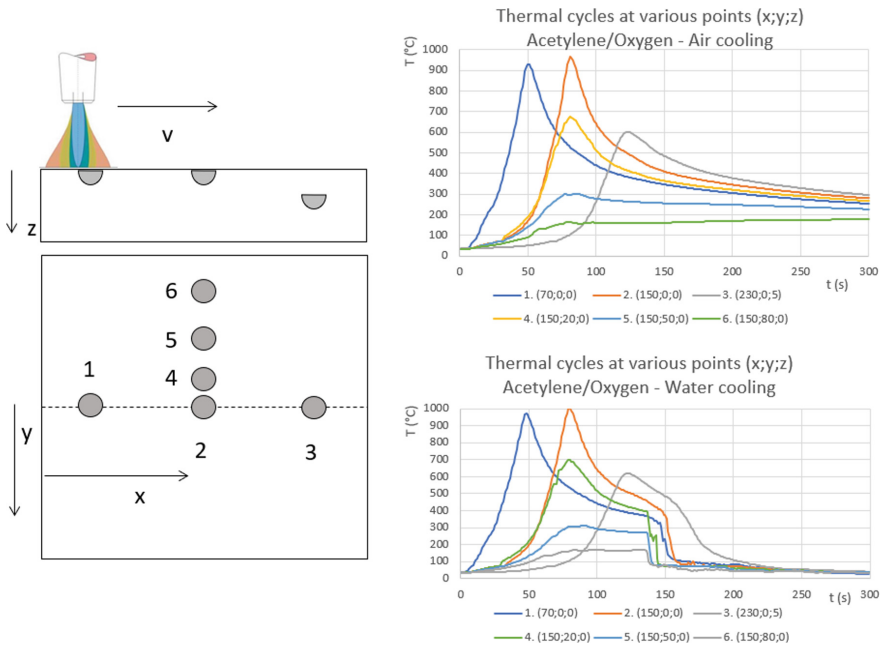 v
z
6
5
1
4
y
2
3
x
Thermal cycles at various points (x;y;z)
Acetylene/Oxygen - Air cooling
T (°C)
1000
900
800
700
600
500
400
300
200
100
0
0 50 100 150 200 250 300
t (s)
1. (70;0;0) 2. (150;0;0) 3. (230;0;5)
4. (150;20;0) 5. (150;50;0) 6. (150;80;0)
Thermal cycles at various points (x;y;z)
Acetylene/Oxygen - Water cooling
T (°C)
1000
900
800
700
600
500
400
300
200
100
0
0 50 100 150 200 250 300
t (s)
1. (70;0;0) 2. (150;0;0) 3. (230;0;5)
4. (150;20;0) 5. (150;50;0) 6. (150;80;0)